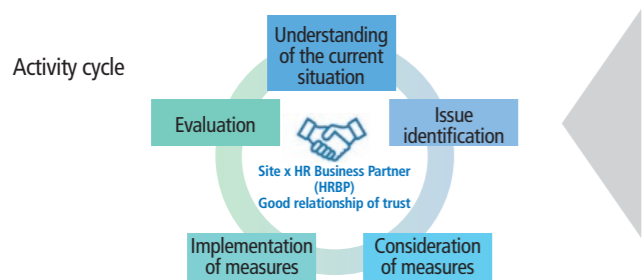 Activity cycle
Understanding
of the current
situation
Issue
identification
Consideration
of measures
Implementation
of measures
Evaluation
Site x HR Business Partner
(HRBP)
Good relationship of trust